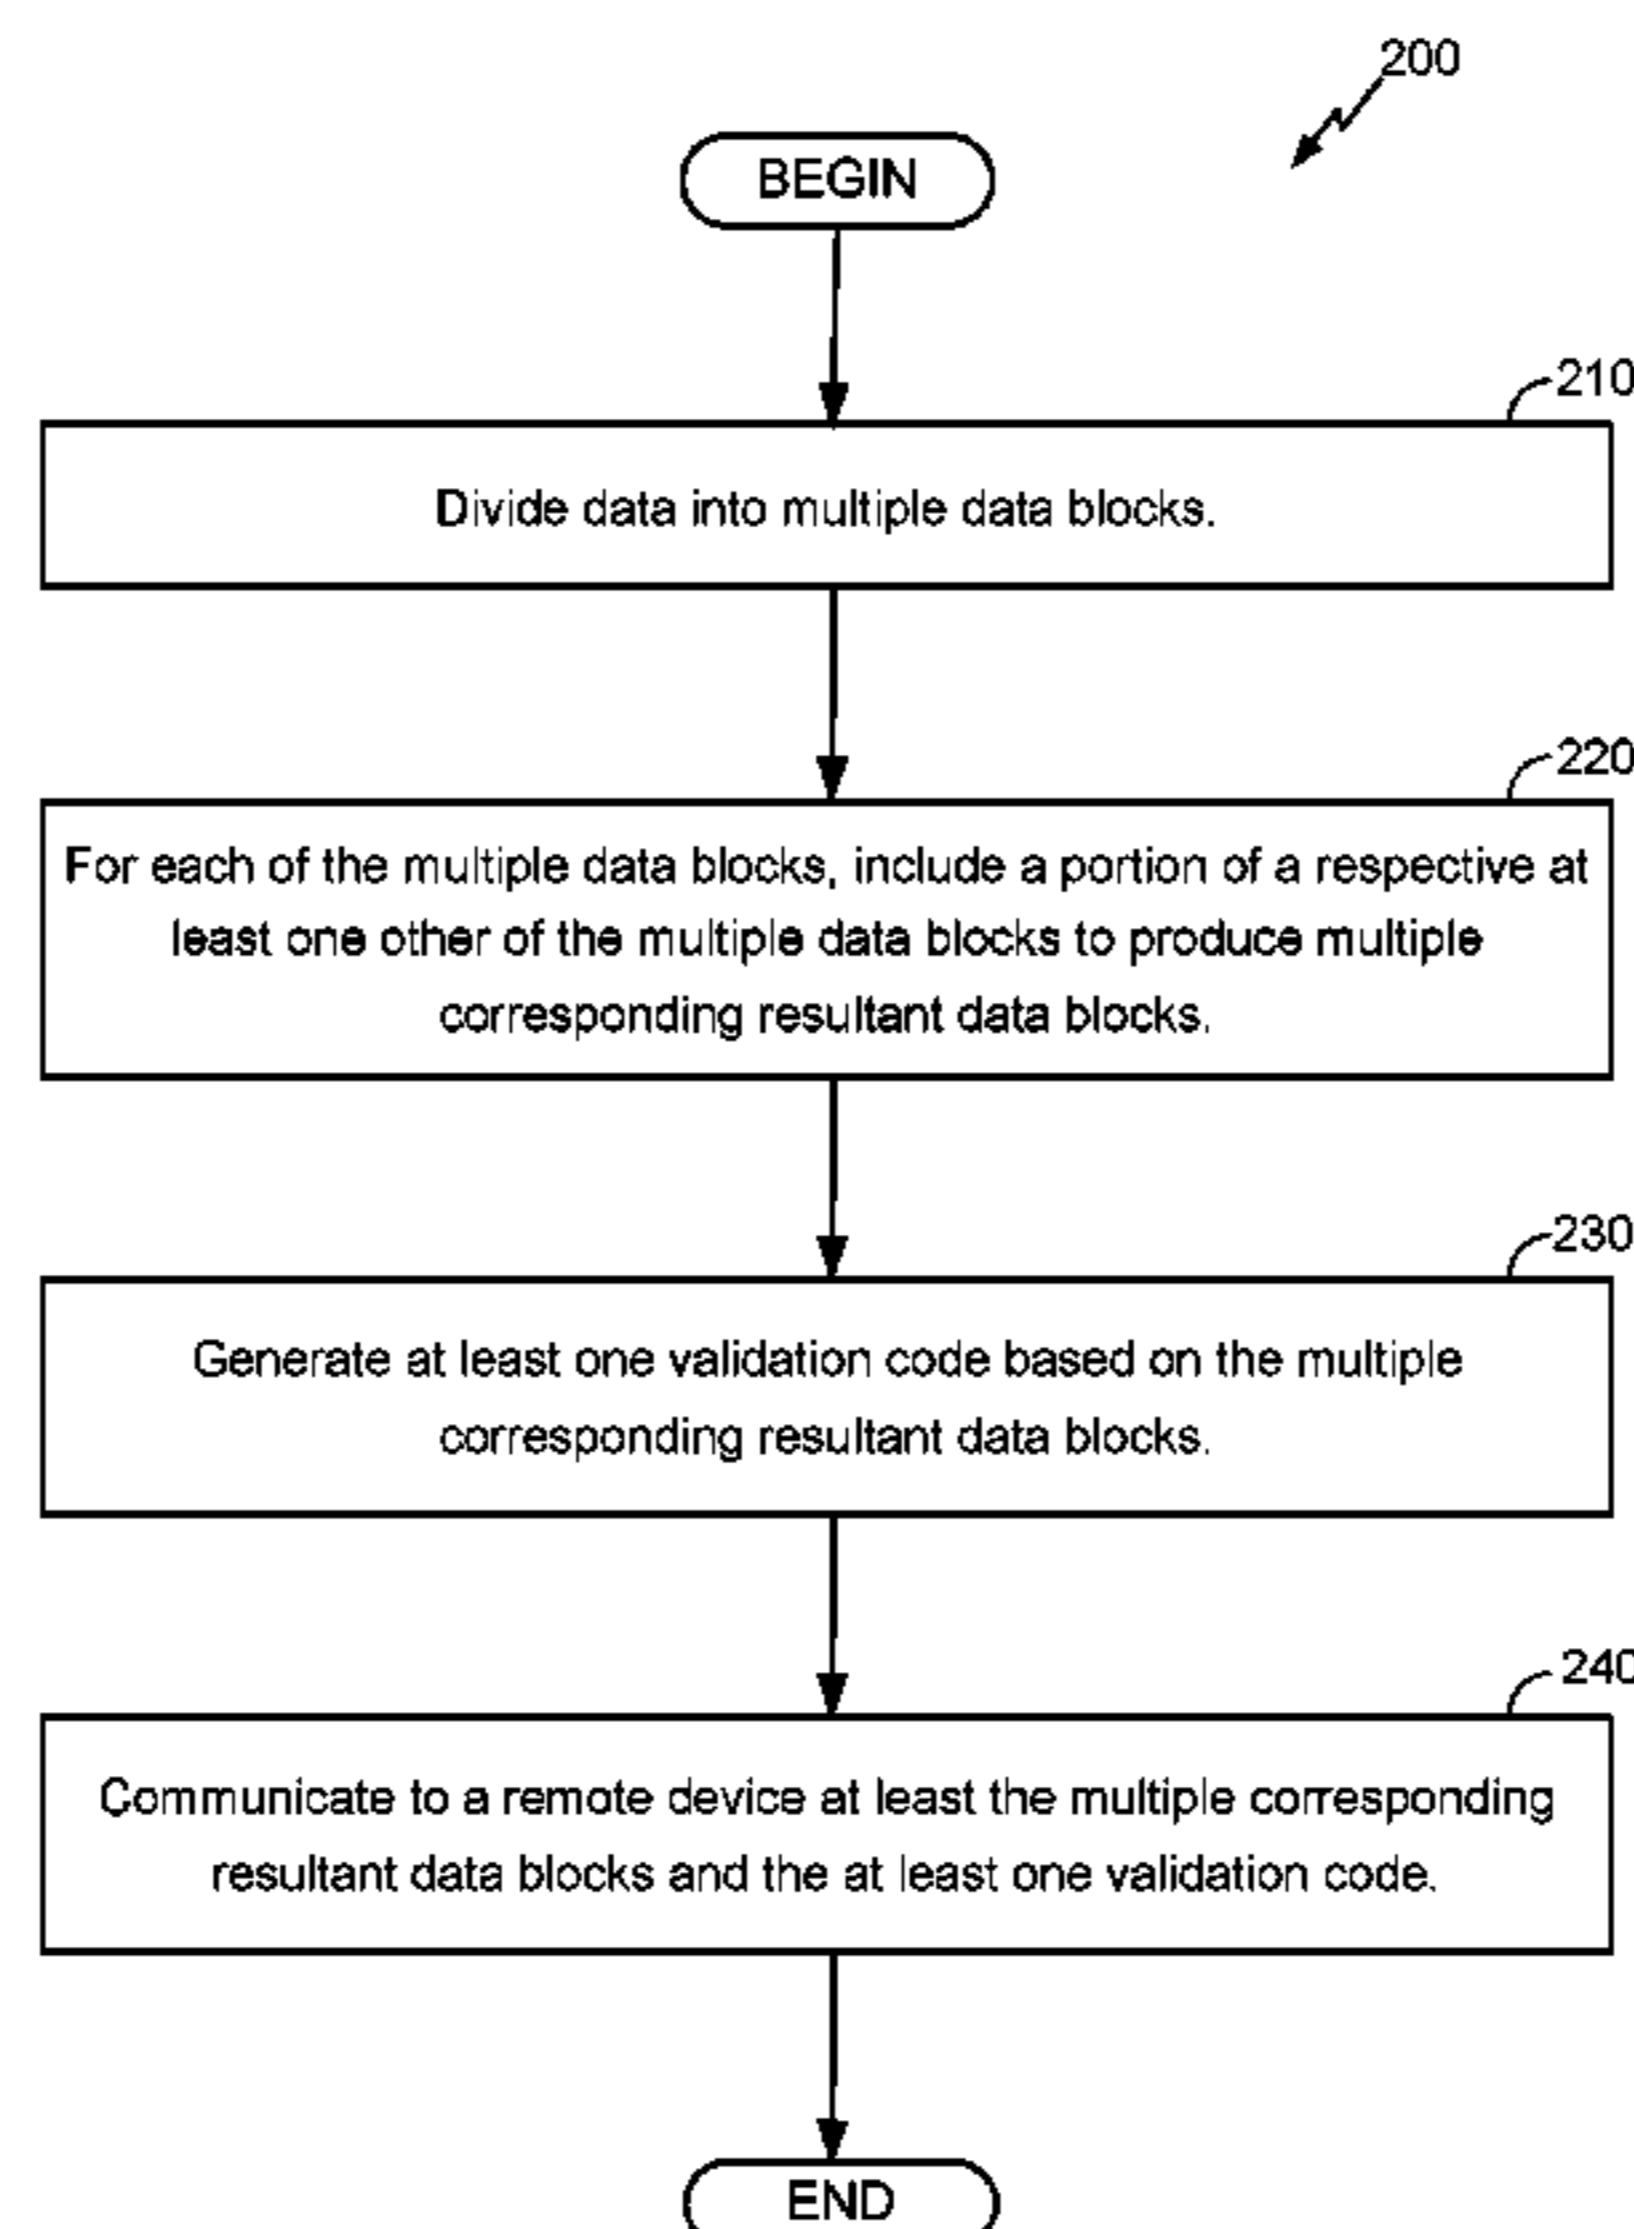 200
BEGIN
210
Divide data into multiple data blocks.
220
For each of the multiple data blocks, include a portion of a respective at
least one other of the multiple data blocks to produce multiple
corresponding resultant data blocks.
230
Generate at least one validation code based on the multiple
corresponding resultant data blocks.
240
Communicate to a remote device at least the multiple corresponding
resultant data blocks and the at least one validation code.
END